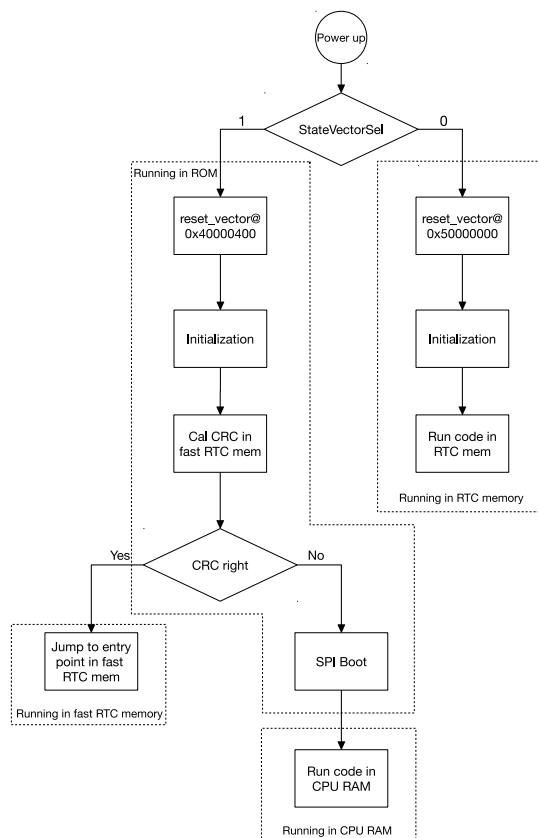 Power up
StateVectorSel
1
0
Running in ROM
reset_vector@
0x40000400
reset_vector@
0x50000000
Initialization
Initialization
Cal CRC in
fast RTC mem
Run code in
RTC mem
Running in RTC memory
Yes
CRC right
No
Jump to entry
point in fast
RTC mem
SPI Boot
Running in fast RTC memory
Run code in
CPU RAM
Running in CPU RAM